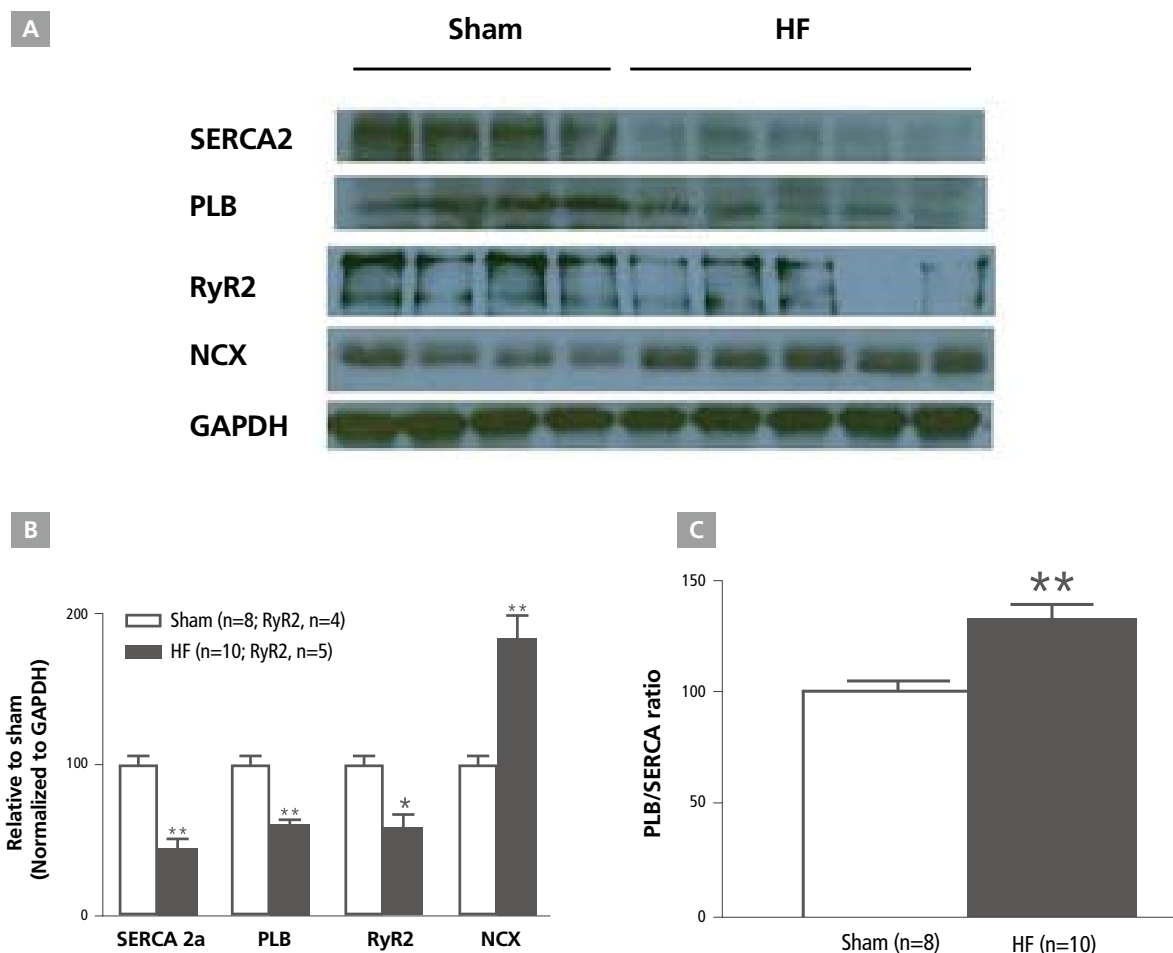 A
Sham HF
SERCA2
PLB
RyR2
NCX
GAPDH
B
Relative to sham
(Normalized to GAPDH)
200
100
0
Sham (n=8; RyR2, n=4)
HF (n=10; RyR2, n=5)
** ** * **
SERCA 2a PLB RyR2 NCX
C
PLB/SERCA ratio
150
100
50
0
**
Sham (n=8) HF (n=10)